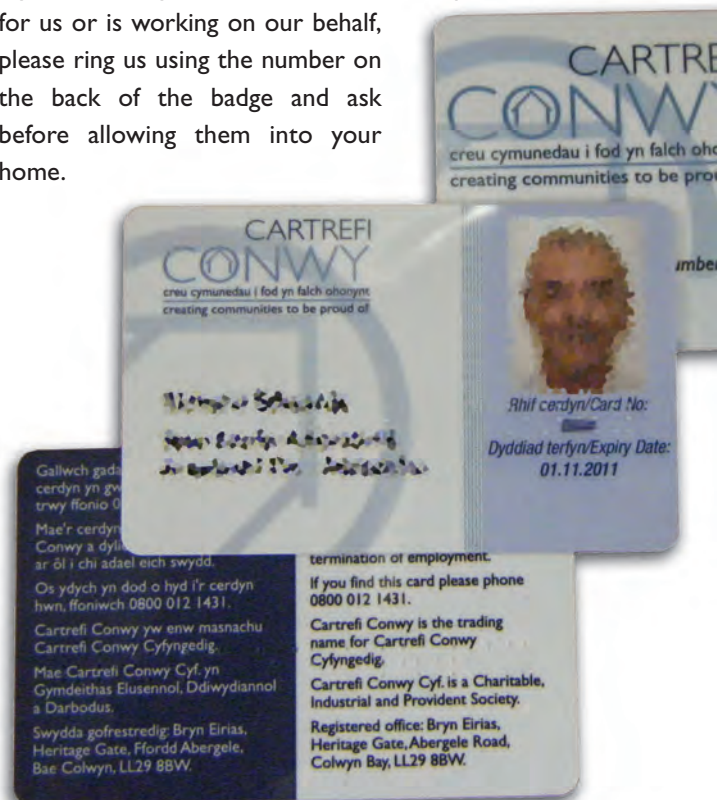 for us or is working on our behalf,
please ring us using the number on
the back of the badge and ask
before allowing them into your
home.
CARTRE
CONWY
creu cymunedau i fod yn falch oho
creating communities to be prou
umber
CARTREFI
CONWY
creu cymunedau i fod yn falch ohonynt
creating communities to be proud of
Rhif cerdyn/Card No:
Dyddiad terfyn/Expiry Date:
01.11.2011
Gallwch gada
cerdyn yn gw
trwy ffonio 0
Mae'r cerdyn
Conwy a dyli
ar ôl i chi adael eich swydd.
Os ydych yn dod o hyd i'r cerdyn
hwn, ffoniwch 0800 012 1431.
Cartrefi Conwy yw enw masnachu
Cartrefi Conwy Cyfyngedig.
Mae Cartrefi Conwy Cyf. yn
Gymdeithas Elusennol, Ddiwydiannol
a Darbodus.
Swydda gofrestredig: Bryn Eirias,
Heritage Gate, Ffordd Abergele,
Bae Colwyn, LL29 8BW.
termination of employment.
If you find this card please phone
0800 012 1431.
Cartrefi Conwy is the trading
name for Cartrefi Conwy
Cyfyngedig.
Cartrefi Conwy Cyf. is a Charitable,
Industrial and Provident Society.
Registered office: Bryn Eirias,
Heritage Gate, Abergele Road,
Colwyn Bay, LL29 8BW.